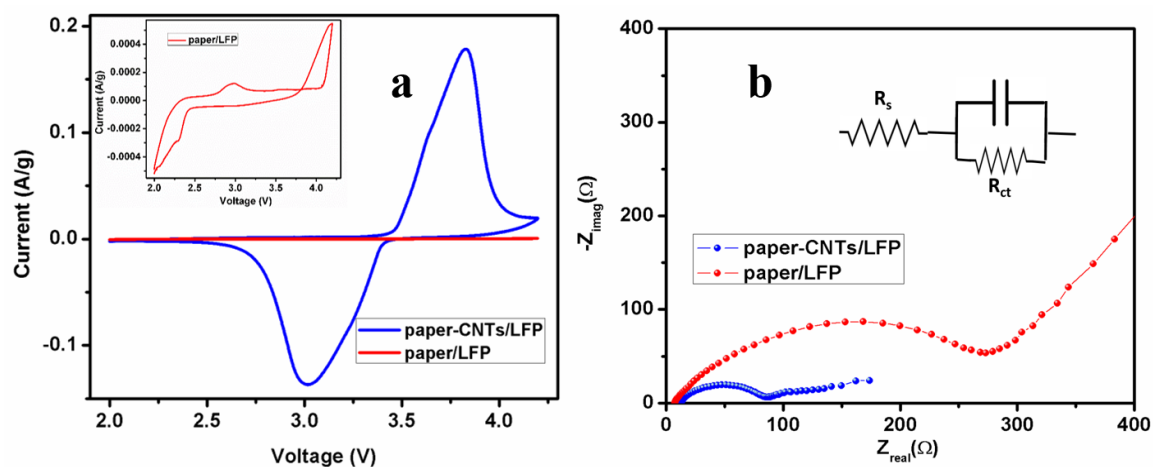 a
0.2
0.1
0.0
-0.1
Current (A/g)
2.0 2.5 3.0 3.5 4.0
Voltage (V)
paper-CNTs/LFP
paper/LFP
paper/LFP
0.0004
0.0002
0.0000
-0.0002
-0.0004
Current (A/g)
2.0 2.5 3.0 3.5 4.0
Voltage (V)
b
-400
-300
-200
-100
0
-Zimag(Ω)
0 100 200 300 400
Zreal(Ω)
Rs
Rct
paper-CNTs/LFP
paper/LFP